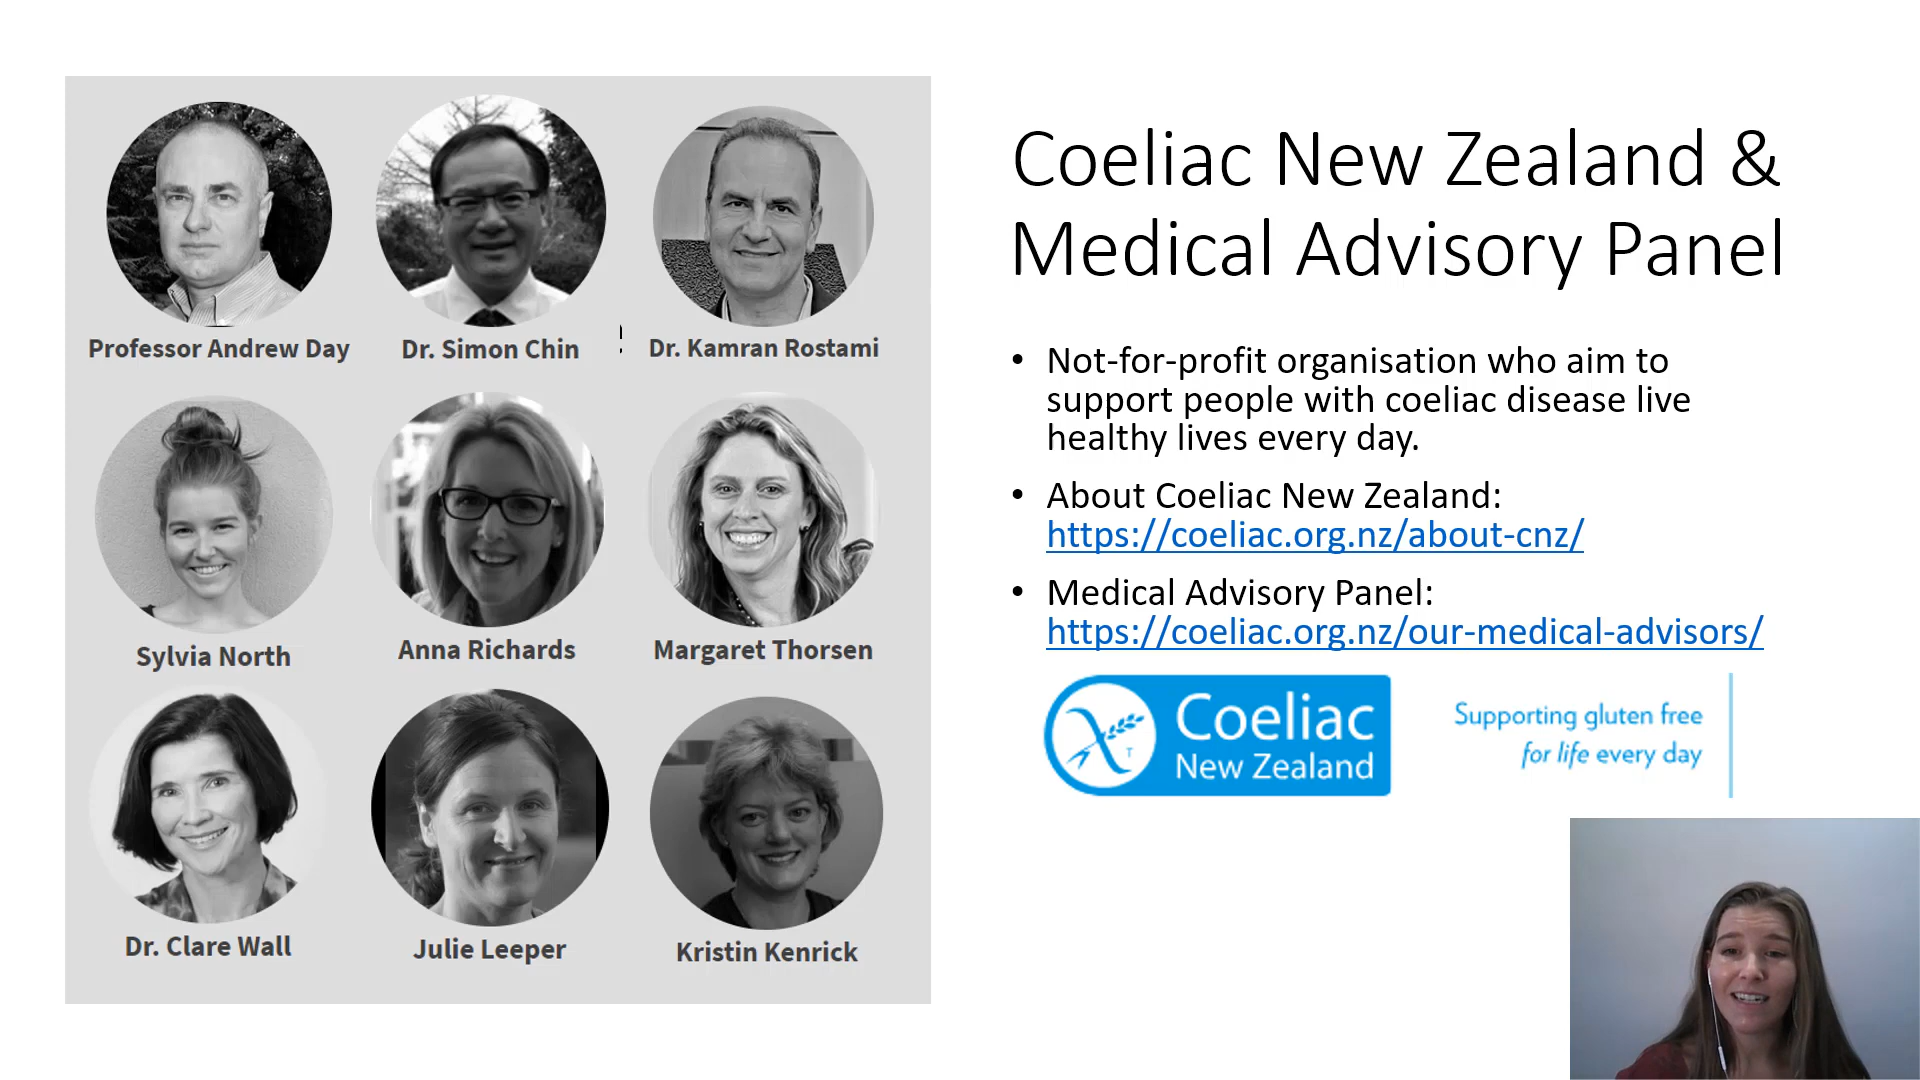 Coeliac New Zealand &
Medical Advisory Panel
Professor Andrew Day
Dr. Simon Chin
Dr. Kamran Rostami
Sylvia North
Anna Richards
Margaret Thorsen
Dr. Clare Wall
Julie Leeper
Kristin Kenrick
• Not-for-profit organisation who aim to
support people with coeliac disease live
healthy lives every day.
• About Coeliac New Zealand:
https://coeliac.org.nz/about-cnz/
• Medical Advisory Panel:
https://coeliac.org.nz/our-medical-advisors/
Coeliac
New Zealand
T
Supporting gluten free
for life every day